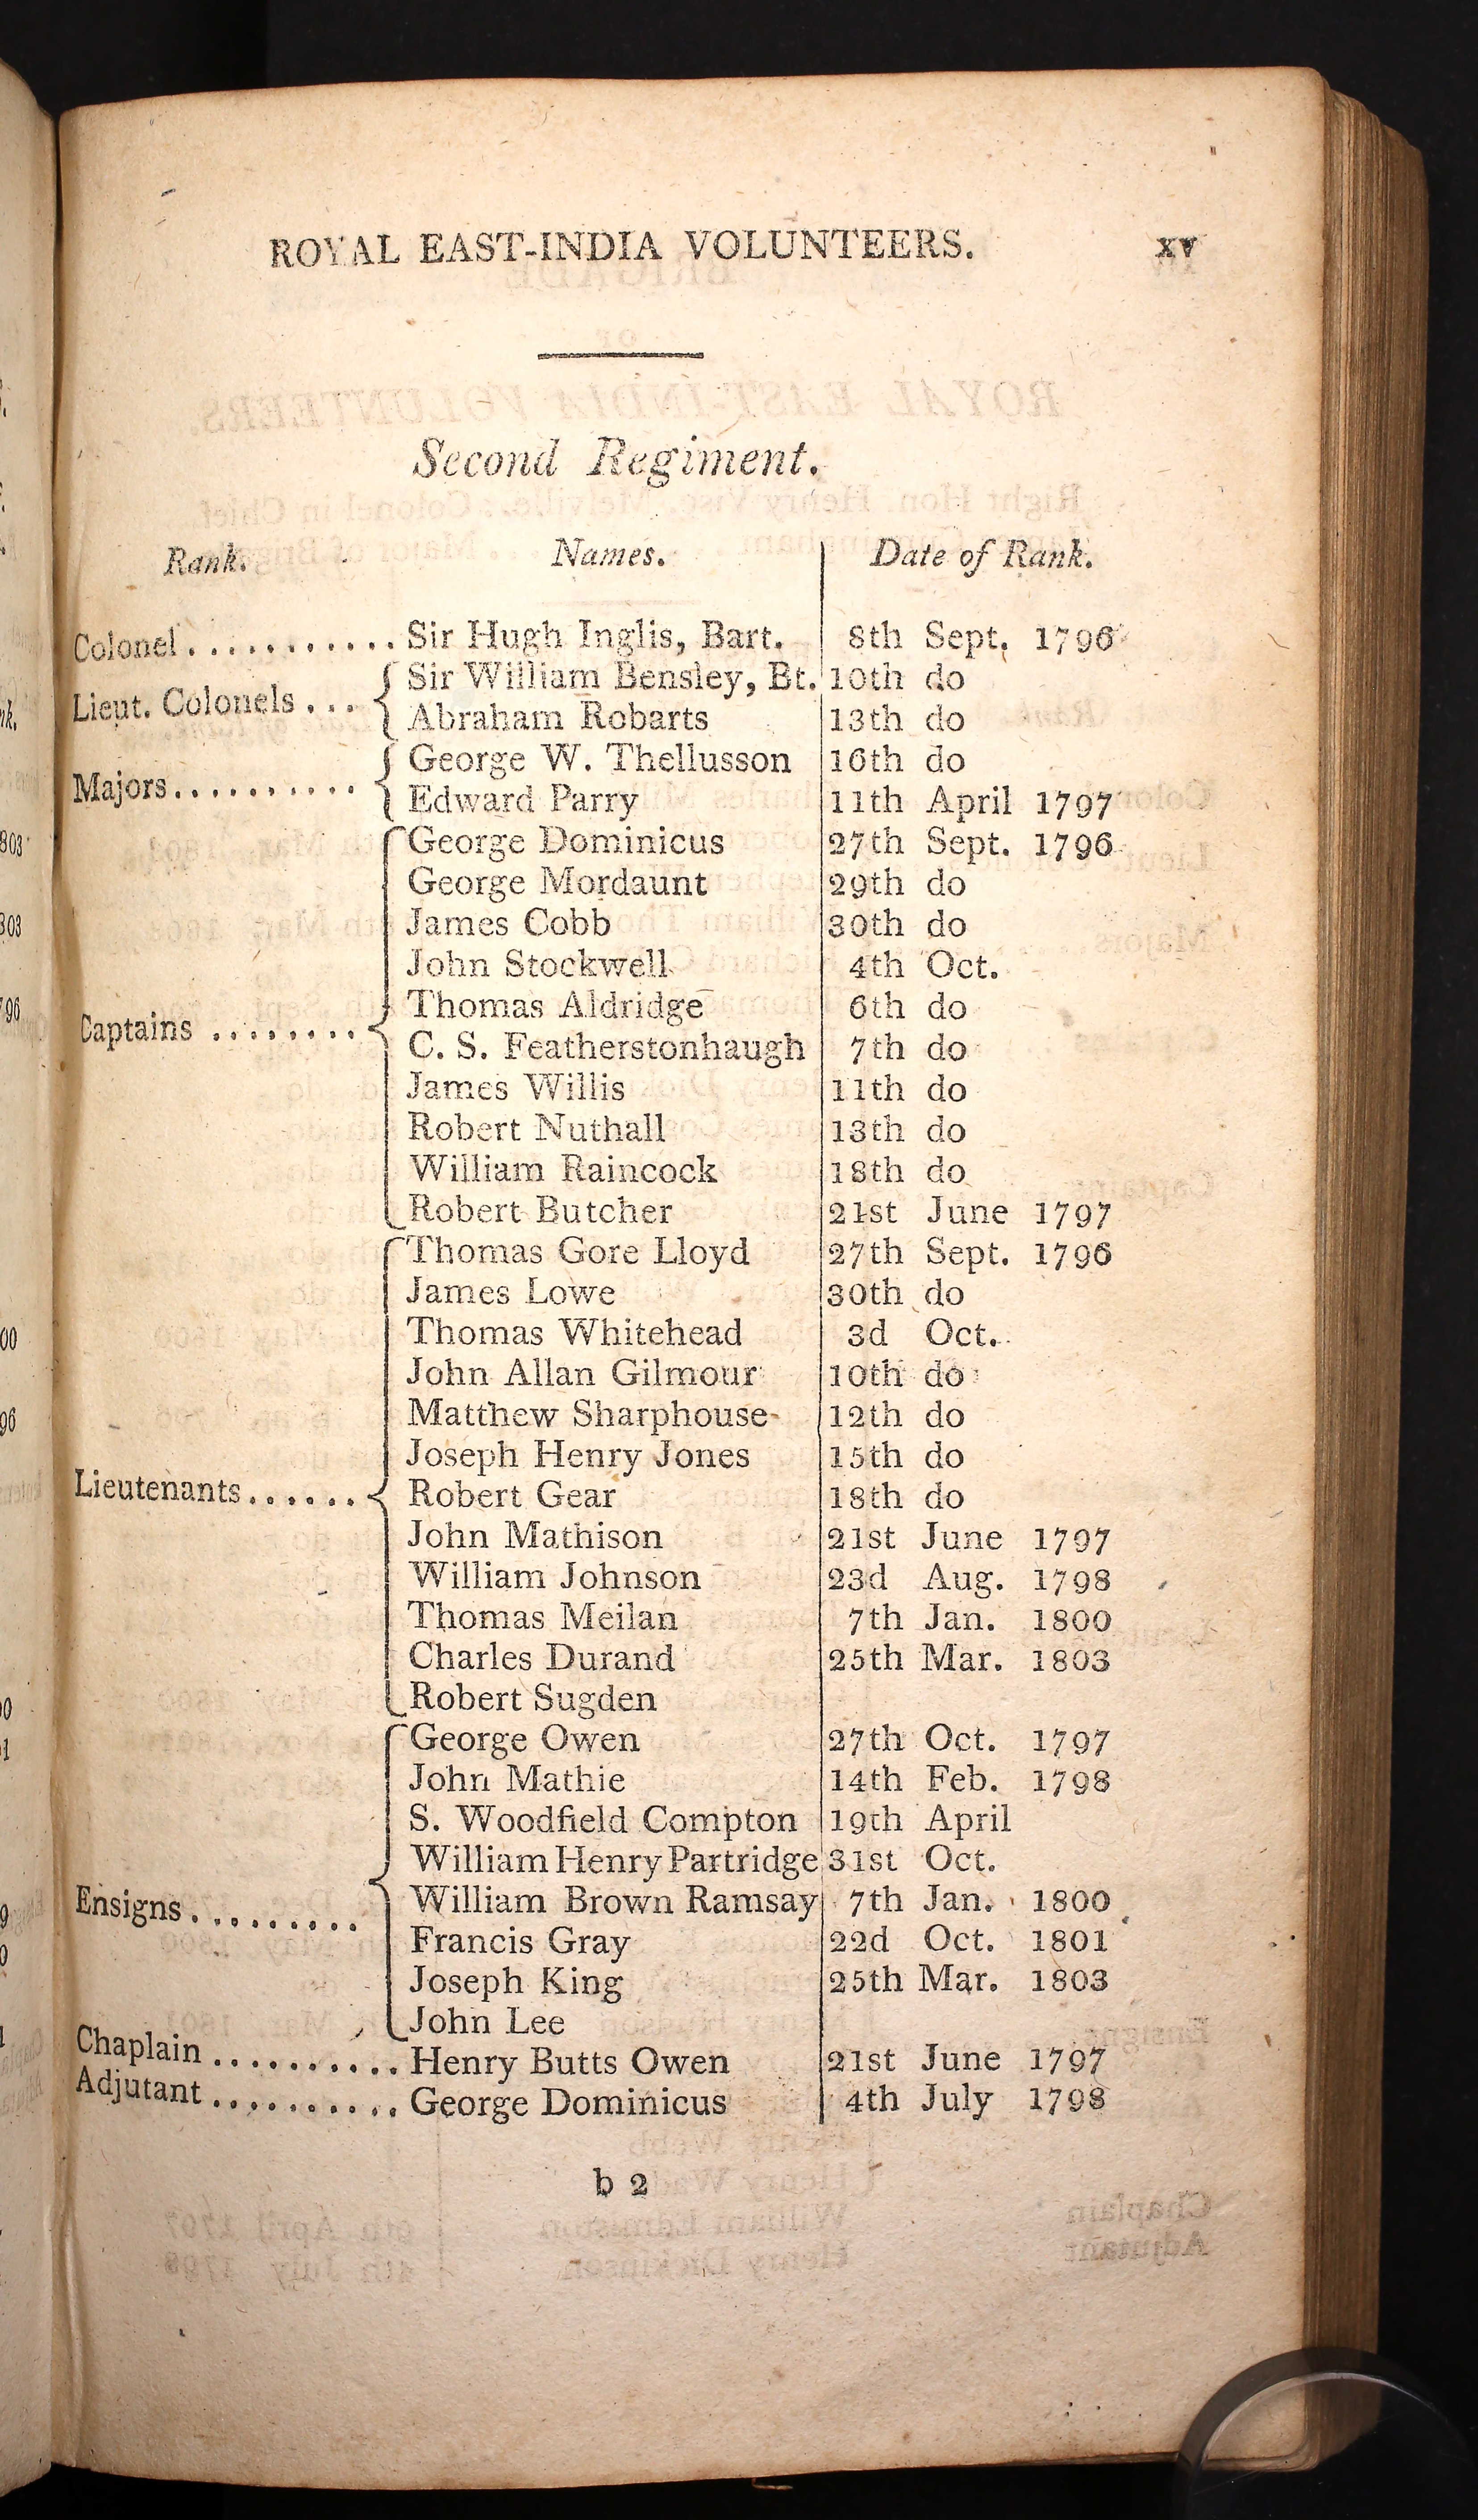 ROYAL EAST-INDIA VOLUNTEERS. xv
Second Regiment.
Rank. Names. Date of Rank.
Colonel ........... Sir Hugh Inglis, Bart. 8th Sept. 1796
Lieut. Colonels ... Sir William Bensley, Bt. 10th do
Abraham Robarts 13th do
Majors .......... George W. Thellusson 16th do
Edward Parry 11th April 1797
Captains ........ George Dominicus 27th Sept. 1796
George Mordaunt 29th do
James Cobb 30th do
John Stockwell 4th Oct.
Thomas Aldridge 6th do
C. S. Featherstonhaugh 7th do
James Willis 11th do
Robert Nuthall 13th do
William Raincock 18th do
Robert Butcher 21st June 1797
Lieutenants ...... Thomas Gore Lloyd 27th Sept. 1796
James Lowe 30th do
Thomas Whitehead 3d Oct.
John Allan Gilmour 10th do
Matthew Sharphouse 12th do
Joseph Henry Jones 15th do
Robert Gear 18th do
John Mathison 21st June 1797
William Johnson 23d Aug. 1798
Thomas Meilan 7th Jan. 1800
Charles Durand 25th Mar. 1803
Robert Sugden
Ensigns ......... George Owen 27th Oct. 1797
John Mathie 14th Feb. 1798
S. Woodfield Compton 19th April
William Henry Partridge 31st Oct.
William Brown Ramsay 7th Jan. 1800
Francis Gray 22d Oct. 1801
Joseph King 25th Mar. 1803
John Lee
Chaplain .......... Henry Butts Owen 21st June 1797
Adjutant .......... George Dominicus 4th July 1798
b 2